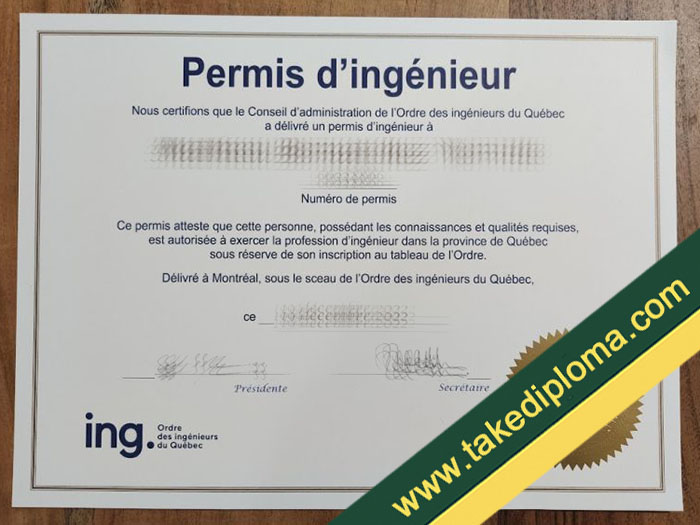 Permis d'ingénieur
Nous certifions que le Conseil d'administration de l'Ordre des ingénieurs du Québec
a délivré un permis d'ingénieur à
Numéro de permis
Ce permis atteste que cette personne, possédant les connaissances et qualités requises,
est autorisée à exercer la profession d'ingénieur dans la province de Québec
sous réserve de son inscription au tableau de l'Ordre.
Délivré à Montréal, sous le sceau de l'Ordre des ingénieurs du Québec,
ce
Présidente
Secrétaire
ing.
Ordre
des ingénieurs
du Québec
www.takediploma.com